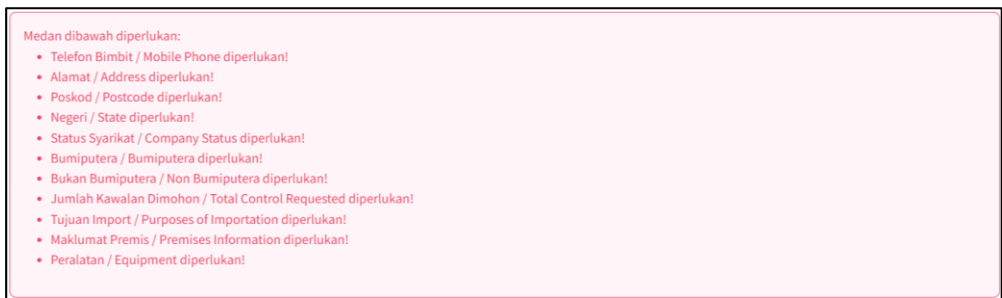 Medan dibawah diperlukan:
• Telefon Bimbit / Mobile Phone diperlukan!
• Alamat / Address diperlukan!
• Poskod / Postcode diperlukan!
• Negeri / State diperlukan!
• Status Syarikat / Company Status diperlukan!
• Bumiputera / Bumiputera diperlukan!
• Bukan Bumiputera / Non Bumiputera diperlukan!
• Jumlah Kawalan Dimohon / Total Control Requested diperlukan!
• Tujuan Import / Purposes of Importation diperlukan!
• Maklumat Premis / Premises Information diperlukan!
• Peralatan / Equipment diperlukan!